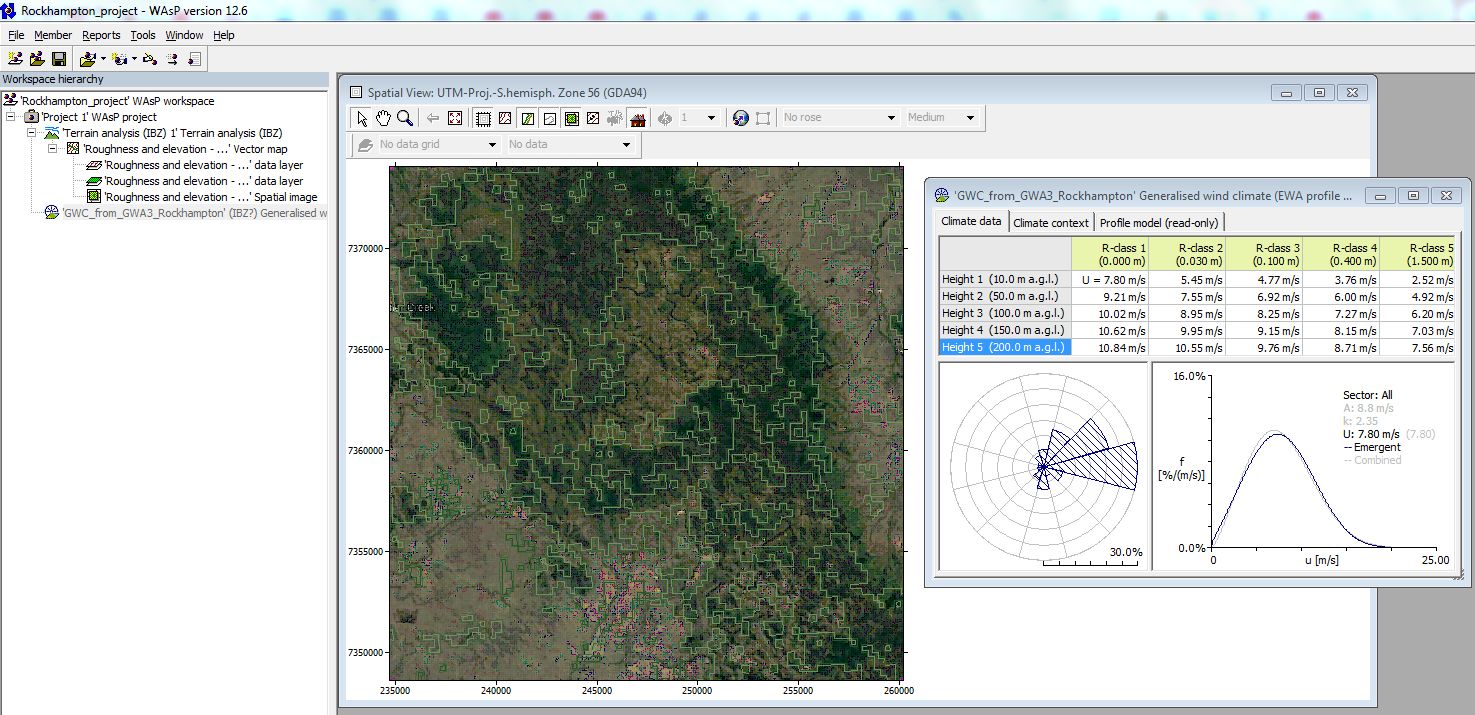 Rockhampton_project - WAsP version 12.6
File Member Reports Tools Window Help
Workspace hierarchy
'Rockhampton_project' WAsP workspace
'Project 1' WAsP project
'Terrain analysis (IBZ) 1' Terrain analysis (IBZ)
'Roughness and elevation - ...' Vector map
'Roughness and elevation - ...' data layer
'Roughness and elevation - ...' data layer
'Roughness and elevation - ...' Spatial image
'GWC_from_GWA3_Rockhampton' (IBZ?) Generalised w
Spatial View: UTM-Proj.-S.hemisph. Zone 56 (GDA94)
1 No rose Medium
No data grid No data
7370000
Creek
7365000
7360000
7355000
7350000
235000 240000 245000 250000 255000 260000
'GWC_from_GWA3_Rockhampton' Generalised wind climate (EWA profile ...
Climate data Climate context Profile model (read-only)
R-class 1 R-class 2 R-class 3 R-class 4 R-class 5
(0.000 m) (0.030 m) (0.100 m) (0.400 m) (1.500 m)
Height 1 (10.0 m a.g.l.) U = 7.80 m/s 5.45 m/s 4.77 m/s 3.76 m/s 2.52 m/s
Height 2 (50.0 m a.g.l.) 9.21 m/s 7.55 m/s 6.92 m/s 6.00 m/s 4.92 m/s
Height 3 (100.0 m a.g.l.) 10.02 m/s 8.95 m/s 8.25 m/s 7.27 m/s 6.20 m/s
Height 4 (150.0 m a.g.l.) 10.62 m/s 9.95 m/s 9.15 m/s 8.15 m/s 7.03 m/s
Height 5 (200.0 m a.g.l.) 10.84 m/s 10.55 m/s 9.76 m/s 8.71 m/s 7.56 m/s
30.0%
16.0%
Sector: All
A: 8.8 m/s
k: 2.35
U: 7.80 m/s (7.80)
-- Emergent
-- Combined
f
[%/(m/s)]
0.0%
0 u [m/s] 25.00